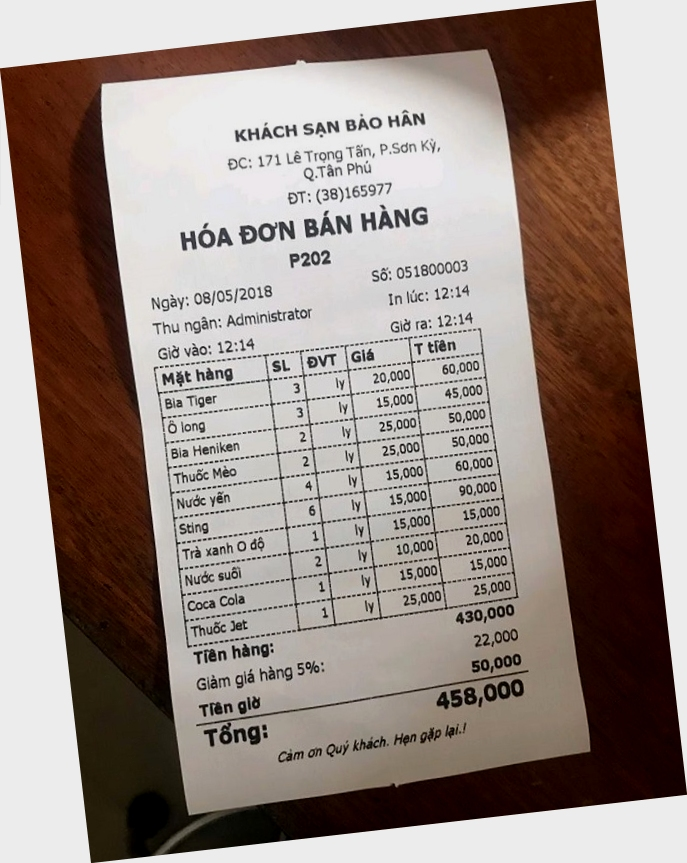 KHÁCH SẠN BẢO HÂN
ĐC: 171 Lê Trọng Tấn, P.Sơn Kỳ,
Q.Tân Phú
ĐT: (38)165977
HÓA ĐƠN BÁN HÀNG
P202
Ngày: 08/05/2018 Số: 051800003
Thu ngân: Administrator In lúc: 12:14
Giờ vào: 12:14 Giờ ra: 12:14
Mặt hàng SL ĐVT Giá T tiền
Bia Tiger 3 ly 20,000 60,000
Ô long 3 ly 15,000 45,000
Bia Heniken 2 ly 25,000 50,000
Thuốc Mèo 2 ly 25,000 50,000
Nước yến 4 ly 15,000 60,000
Sting 6 ly 15,000 90,000
Trà xanh O độ 1 ly 15,000 15,000
Nước suối 2 ly 10,000 20,000
Coca Cola 1 ly 15,000 15,000
Thuốc Jet 1 ly 25,000 25,000
Tiền hàng: 430,000
Giảm giá hàng 5%: 22,000
Tiền giờ 50,000
Tổng: 458,000
Cảm ơn Quý khách. Hẹn gặp lại.!